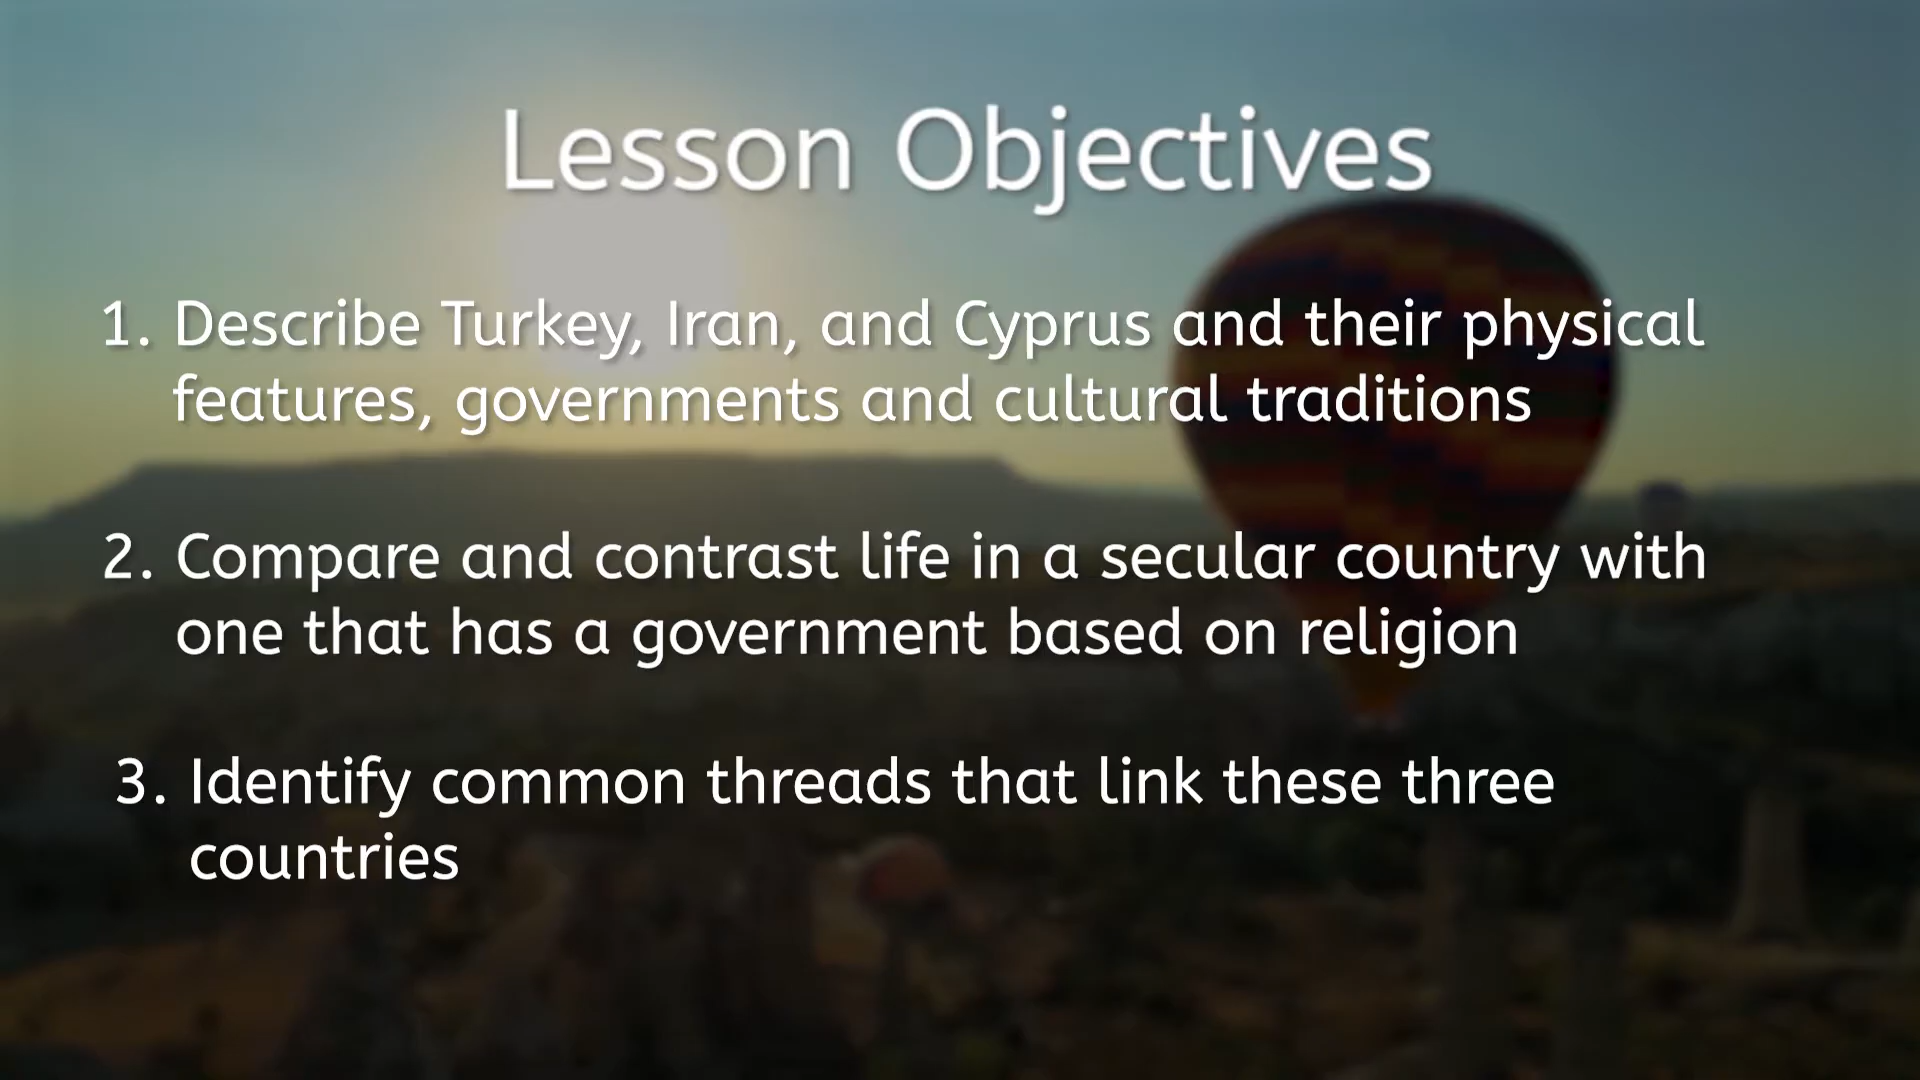 Lesson Objectives
1. Describe Turkey, Iran, and Cyprus and their physical
features, governments and cultural traditions
2. Compare and contrast life in a secular country with
one that has a government based on religion
3. Identify common threads that link these three
countries